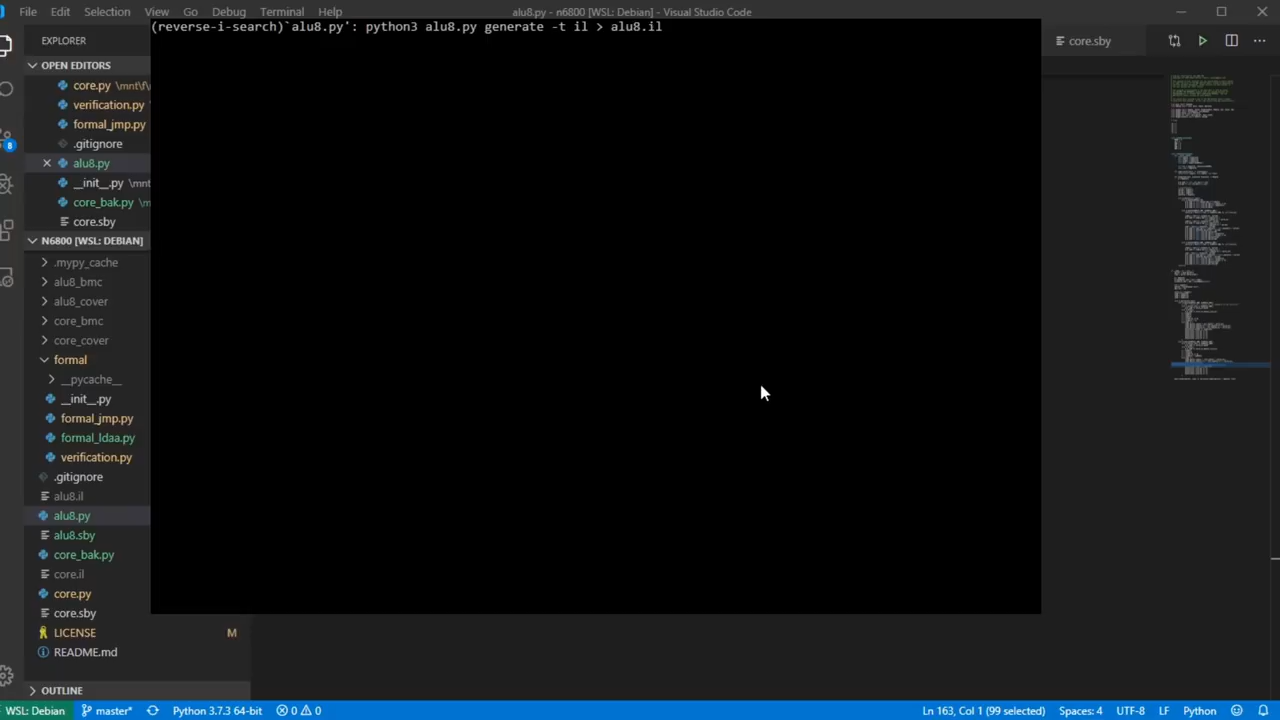 File Edit Selection View Go Debug Terminal Help
alu8.py - n6800 [WSL: Debian] - Visual Studio Code
(reverse-i-search)`alu8.py': python3 alu8.py generate -t il > alu8.il
core.sby
EXPLORER
OPEN EDITORS
core.py \mnt\f\
verification.py
formal_jmp.py
.gitignore
alu8.py
__init__.py \mnt
core_bak.py \m
core.sby
8
N6800 [WSL: DEBIAN]
.mypy_cache
alu8_bmc
alu8_cover
core_bmc
core_cover
formal
__pycache__
__init__.py
formal_jmp.py
formal_ldaa.py
verification.py
.gitignore
alu8.il
alu8.py
alu8.sby
core_bak.py
core.il
core.py
core.sby
LICENSE M
README.md
OUTLINE
WSL: Debian master* Python 3.7.3 64-bit 0 0 Ln 163, Col 1 (99 selected) Spaces: 4 UTF-8 LF Python